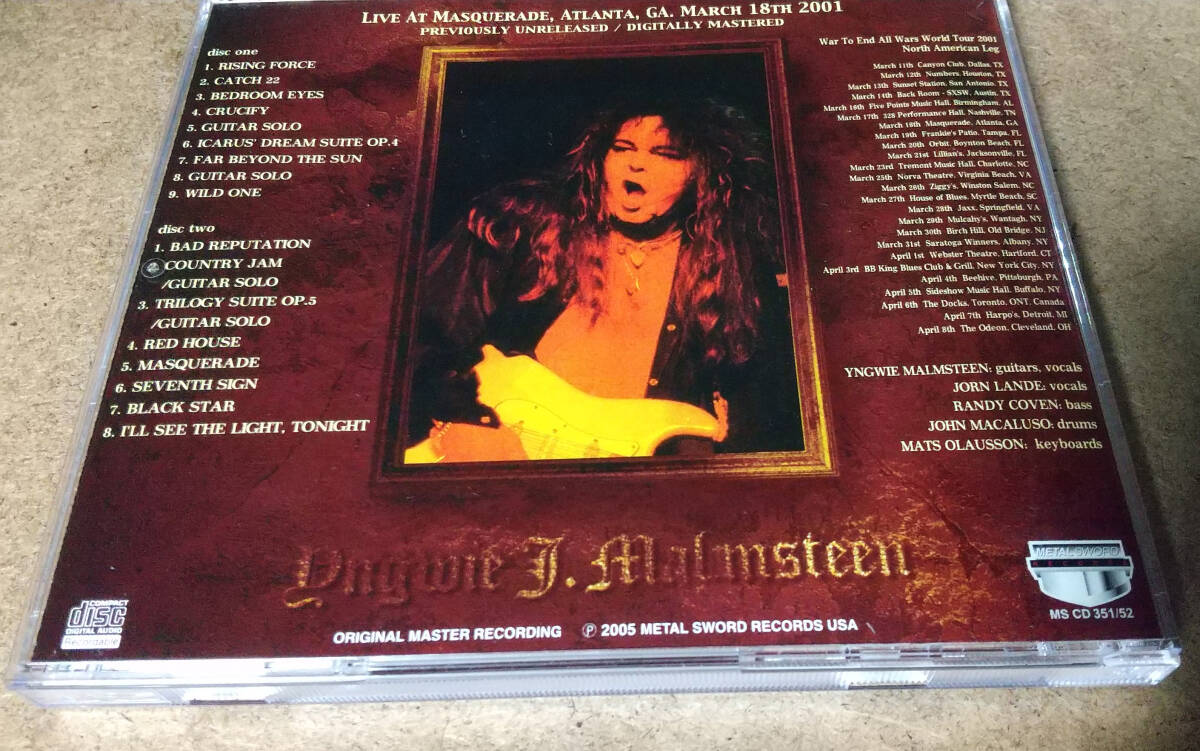 LIVE AT MASQUERADE, ATLANTA, GA. MARCH 18TH 2001
PREVIOUSLY UNRELEASED / DIGITALLY MASTERED
disc one
1. RISING FORCE
2. CATCH 22
3. BEDROOM EYES
4. CRUCIFY
5. GUITAR SOLO
6. ICARUS' DREAM SUITE OP.4
7. FAR BEYOND THE SUN
8. GUITAR SOLO
9. WILD ONE
disc two
1. BAD REPUTATION
COUNTRY JAM
/GUITAR SOLO
3. TRILOGY SUITE OP.5
/GUITAR SOLO
4. RED HOUSE
5. MASQUERADE
6. SEVENTH SIGN
7. BLACK STAR
8. I'LL SEE THE LIGHT, TONIGHT
War To End All Wars World Tour 2001
North American Leg
March 11th Canyon Club, Dallas, TX
March 12th Numbers, Houston, TX
March 13th Sunset Station, San Antonio, TX
March 14th Back Room - SXSW, Austin, TX
March 16th Five Points Music Hall, Birmingham, AL
March 17th 328 Performance Hall, Nashville, TN
March 18th Masquerade, Atlanta, GA
March 19th Frankie's Patio, Tampa, FL
March 20th Orbit, Boynton Beach, FL
March 21st Lillian's, Jacksonville, FL
March 23rd Tremont Music Hall, Charlotte, NC
March 25th Norva Theatre, Virginia Beach, VA
March 26th Ziggy's, Winston Salem, NC
March 27th House of Blues, Myrtle Beach, SC
March 28th Jaxx, Springfield, VA
March 29th Mulcahy's, Wantagh, NY
March 30th Birch Hill, Old Bridge, NJ
March 31st Saratoga Winners, Albany, NY
April 1st Webster Theatre, Hartford, CT
April 3rd BB King Blues Club & Grill, New York City, NY
April 4th Beehive, Pittsburgh, PA
April 5th Sideshow Music Hall, Buffalo, NY
April 6th The Docks, Toronto, ONT, Canada
April 7th Harpo's, Detroit, MI
April 8th The Odeon, Cleveland, OH
YNGWIE MALMSTEEN: guitars, vocals
JORN LANDE: vocals
RANDY COVEN: bass
JOHN MACALUSO: drums
MATS OLAUSSON: keyboards
Yngwie J. Malmsteen
COMPACT
disc
DIGITAL AUDIO
Recordable
ORIGINAL MASTER RECORDING ℗ 2005 METAL SWORD RECORDS USA
METAL SWORD
RECORDS
MS CD 351/52